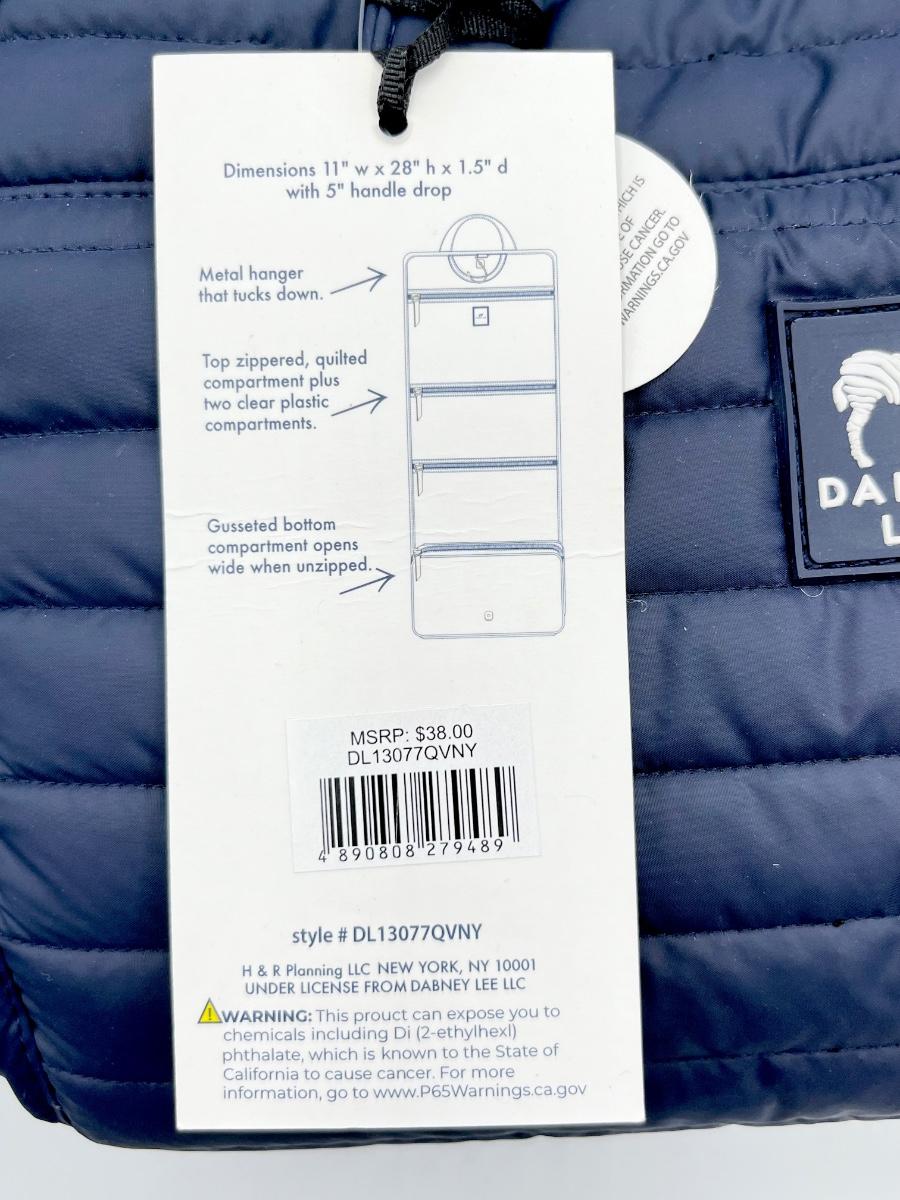 Dimensions 11" w x 28" h x 1.5" d
with 5" handle drop
Metal hanger
that tucks down.
Top zippered, quilted
compartment plus
two clear plastic
compartments.
Gusseted bottom
compartment opens
wide when unzipped.
MSRP: $38.00
DL13077QVNY
4 890808 279489
style # DL13077QVNY
H & R Planning LLC NEW YORK, NY 10001
UNDER LICENSE FROM DABNEY LEE LLC
WARNING: This prouct can expose you to
chemicals including Di (2-ethylhexl)
phthalate, which is known to the State of
California to cause cancer. For more
information, go to www.P65Warnings.ca.gov
HICH IS
E OF
USE CANCER.
RMATION GO TO
WARNINGS.CA.GOV
DA
L